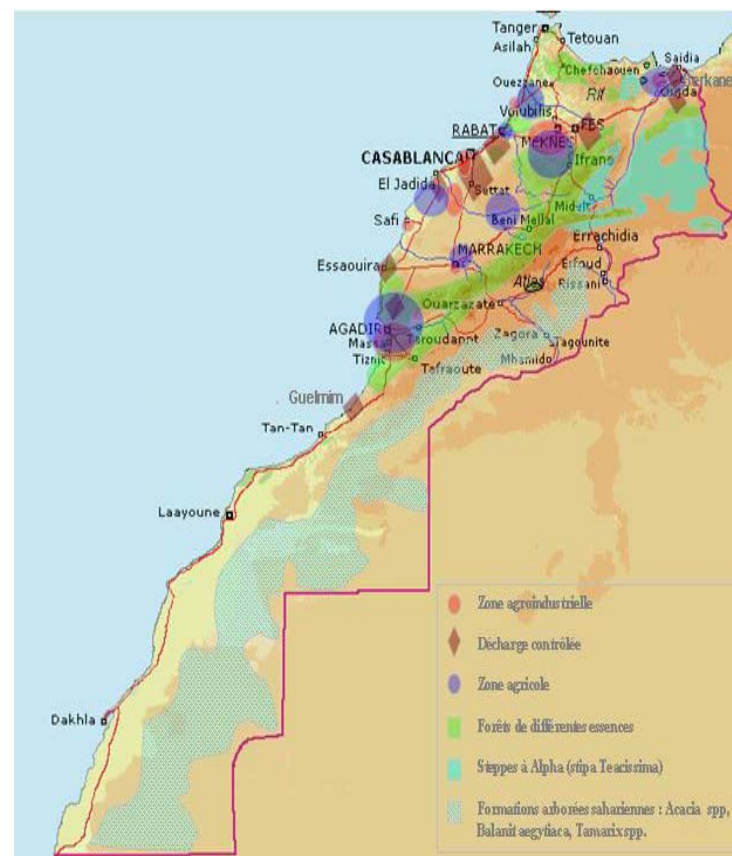 Tanger
Tetouan
Asilah
Saidia
Chefchaouen
Ouezzane
Berkane
Oujda
Rif
Volubilis
RABAT
FES
MEKNES
CASABLANCA
Ifrane
El Jadida
Settat
Midelt
Safi
Beni Mellal
Errachidia
MARRAKECH
Essaouira
Erfoud
Atlas
Rissani
Ouarzazate
AGADIR
Taroudannt
Zagora
Tagounite
Massa
Mhamido
Tiznit
Tafraoute
Guelmim
Tan-Tan
Laayoune
Dakhla
Zone agroindustrielle
Décharge contrôlée
Zone agricole
Forêts de différentes essences
Steppes à Alpha (stipa Teacissima)
Formations arborées sahariennes : Acacia spp,
Balanit aegytiaca, Tamarix spp.